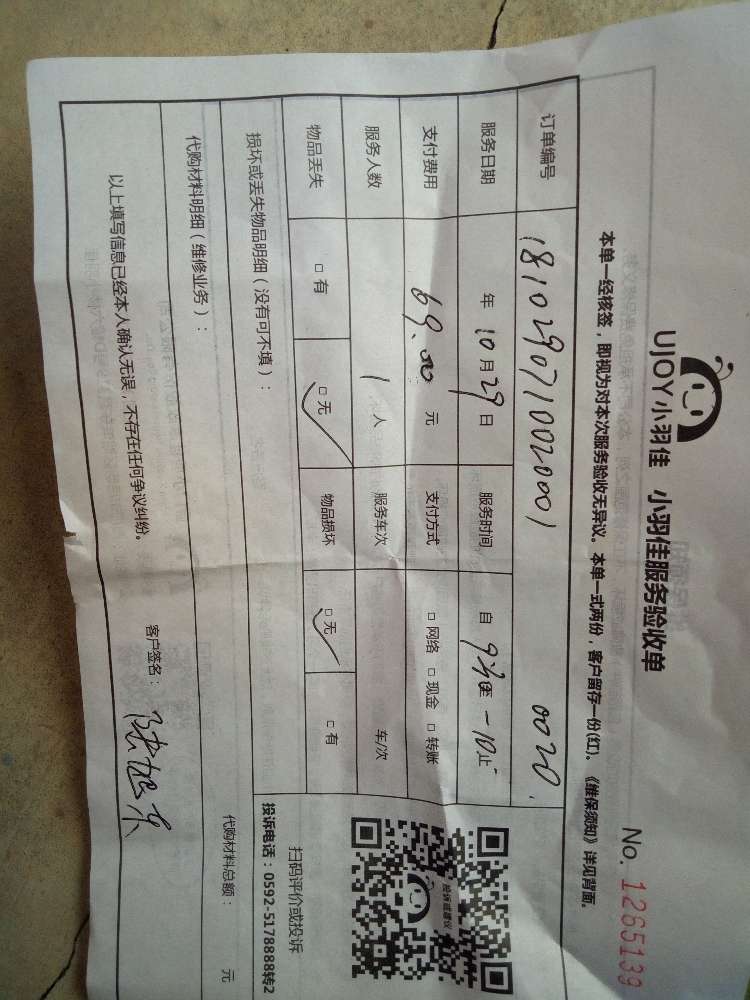 UJOY小羽佳 小羽佳服务验收单
No. 1265139
本单一经核签，即视为对本次服务验收无异议。本单一式两份，客户留存一份(红)。《维保须知》详见背面。
订单编号 1810290710020001 0020
服务日期 年 10 月 29 日 服务时间 自 - 10 止
支付费用 69.00 元 支付方式 □ 网络 □ 现金 □ 转账
服务人数 1 人 服务车次 车/次
物品丢失 □ 有 □ 无 物品损坏 □ 无 □ 有
损坏或丢失物品明细（没有可不填）：
代购材料明细（维修业务）：
代购材料总额： 元
以上填写信息已经本人确认无误，不存在任何争议纠纷。
客户签名：
投诉或建议
扫码评价或投诉
投诉电话：0592-5178888转2